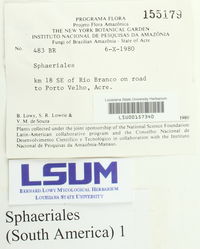 155179
PROGRAMA FLORA
Projeto Flora Amazônica
THE NEW YORK BOTANICAL GARDEN
INSTITUTO NACIONAL DE PESQUISAS DA AMAZÔNIA
Fungi of Brazilian Amazonia - State of Acre
No. 483 BR 6-X-1980
Sphaeriales
km 18 SE of Rio Branco on road
to Porto Velho, Acre.
Louisiana State University Herbarium
LSU00157340
B. Lowy, S. R. Lowrie &
V. M. de Souza 1980
Plants collected under the joint sponsorship of the National Science Foundation
Latin-American collaborative program and the Conselho Nacional de
Desenvolvimento Científico e Tecnológico in collaboration with the Instituto
Nacional de Pesquisas da Amazônia-Manaus.
LSUM
BERNARD LOWY MYCOLOGICAL HERBARIUM
LOUISIANA STATE UNIVERSITY
Sphaeriales
(South America) 1